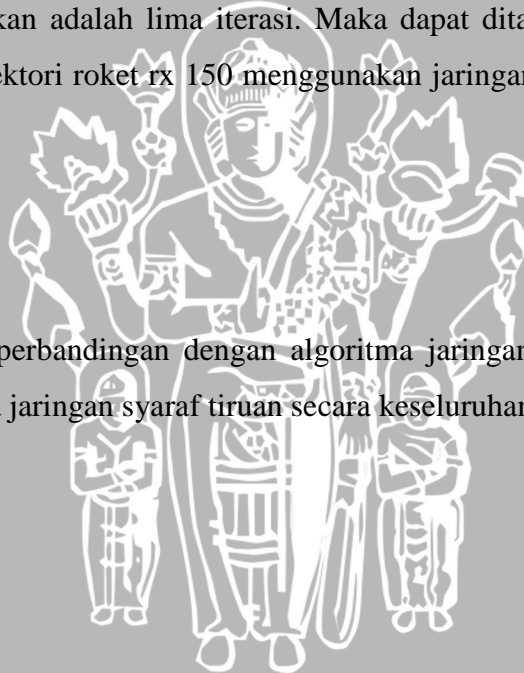 kan adalah lima iterasi. Maka dapat dita
ektori roket rx 150 menggunakan jaringan
perbandingan dengan algoritma jaringan
jaringan syaraf tiruan secara keseluruhan